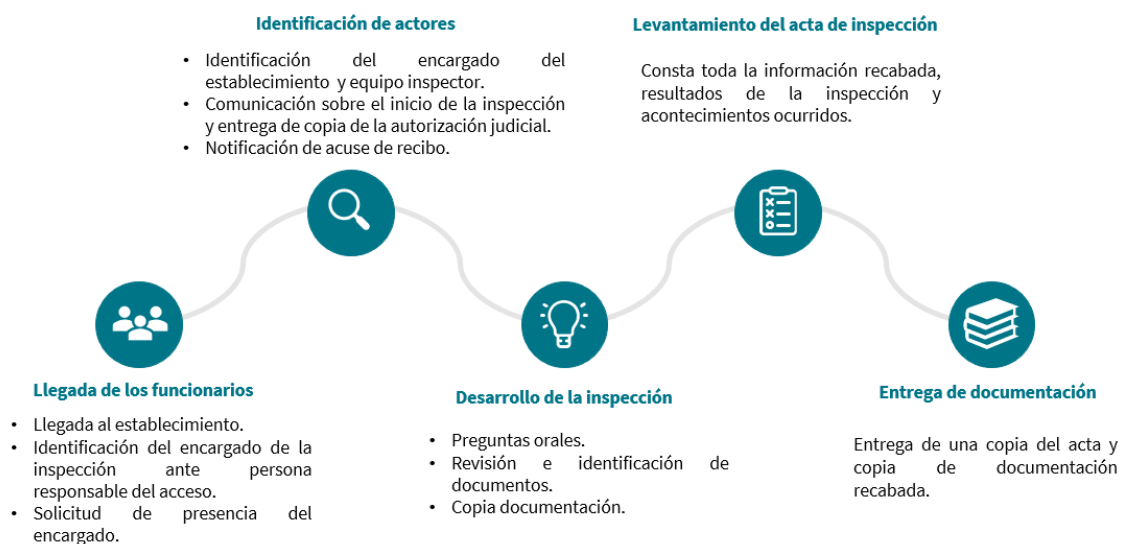 Identificación de actores
• Identificación del encargado del
establecimiento y equipo inspector.
• Comunicación sobre el inicio de la inspección
y entrega de copia de la autorización judicial.
• Notificación de acuse de recibo.
Levantamiento del acta de inspección
Consta toda la información recabada,
resultados de la inspección y
acontecimientos ocurridos.
Llegada de los funcionarios
• Llegada al establecimiento.
• Identificación del encargado de la
inspección ante persona
responsable del acceso.
• Solicitud de presencia del
encargado.
Desarrollo de la inspección
• Preguntas orales.
• Revisión e identificación de
documentos.
• Copia documentación.
Entrega de documentación
Entrega de una copia del acta y
copia de documentación
recabada.